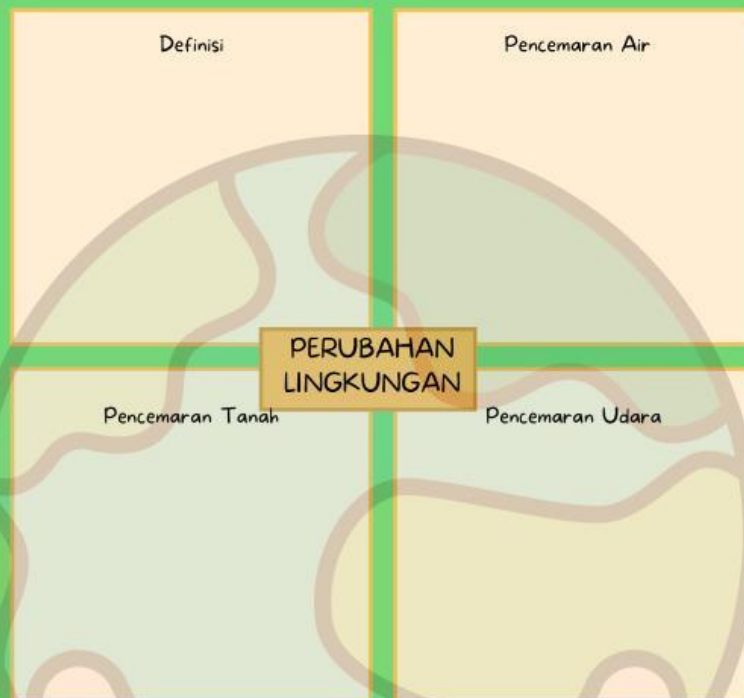 Definisi
Pencemaran Air
PERUBAHAN
LINGKUNGAN
Pencemaran Tanah
Pencemaran Udara